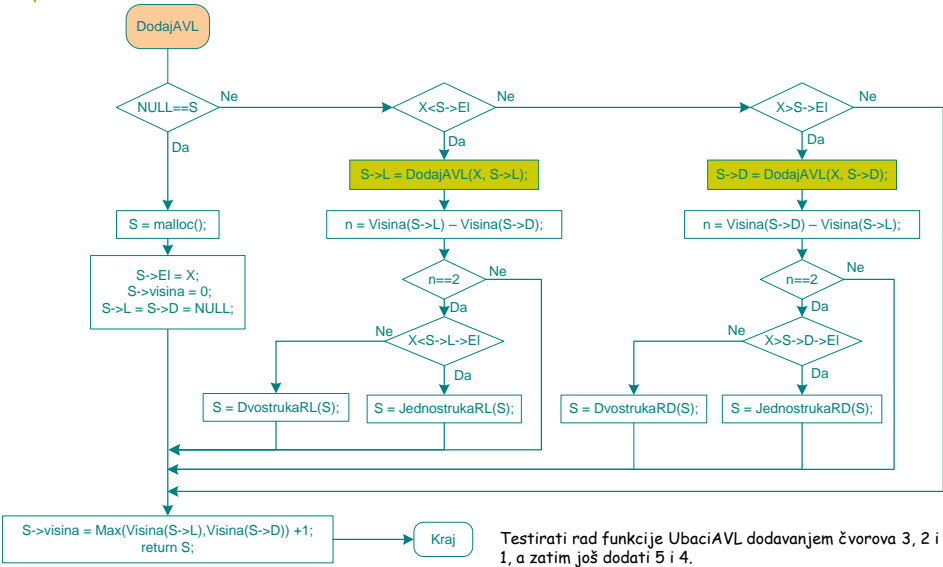 DodajAVL
NULL==S
Ne
X<S->El
Ne
X>S->El
Ne
Da
Da
Da
S->L = DodajAVL(X, S->L);
S->D = DodajAVL(X, S->D);
S = malloc();
n = Visina(S->L) – Visina(S->D);
n = Visina(S->D) – Visina(S->L);
S->El = X;
S->visina = 0;
S->L = S->D = NULL;
n==2
Ne
n==2
Ne
Da
Da
Ne
X<S->L->El
Ne
X>S->D->El
Da
Da
S = DvostrukaRL(S);
S = JednostrukaRL(S);
S = DvostrukaRD(S);
S = JednostrukaRD(S);
S->visina = Max(Visina(S->L),Visina(S->D)) +1;
return S;
Kraj
Testirati rad funkcije UbaciAVL dodavanjem čvorova 3, 2 i
1, a zatim još dodati 5 i 4.